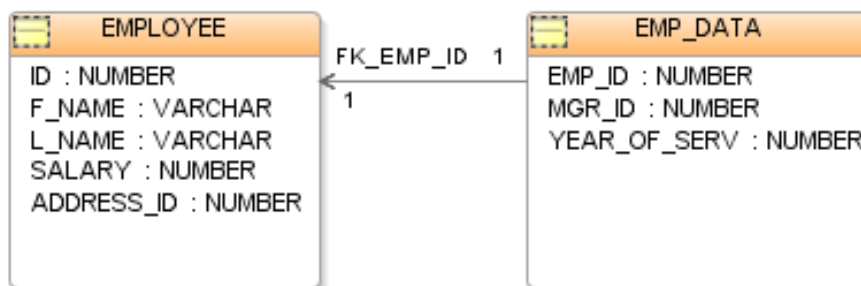 EMPLOYEE
ID : NUMBER
F_NAME : VARCHAR
L_NAME : VARCHAR
SALARY : NUMBER
ADDRESS_ID : NUMBER
FK_EMP_ID 1
1
EMP_DATA
EMP_ID : NUMBER
MGR_ID : NUMBER
YEAR_OF_SERV : NUMBER